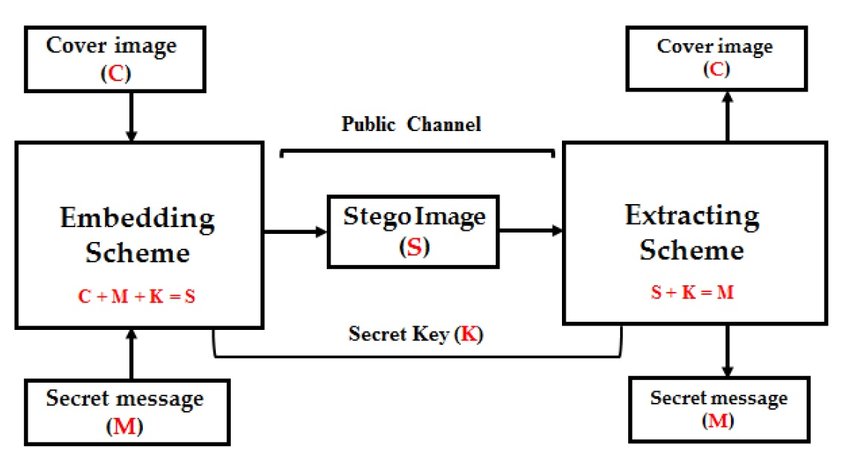 Cover image
(C)
Cover image
(C)
Public Channel
Embedding
Scheme
C + M + K = S
Stego Image
(S)
Extracting
Scheme
S + K = M
Secret Key (K)
Secret message
(M)
Secret message
(M)